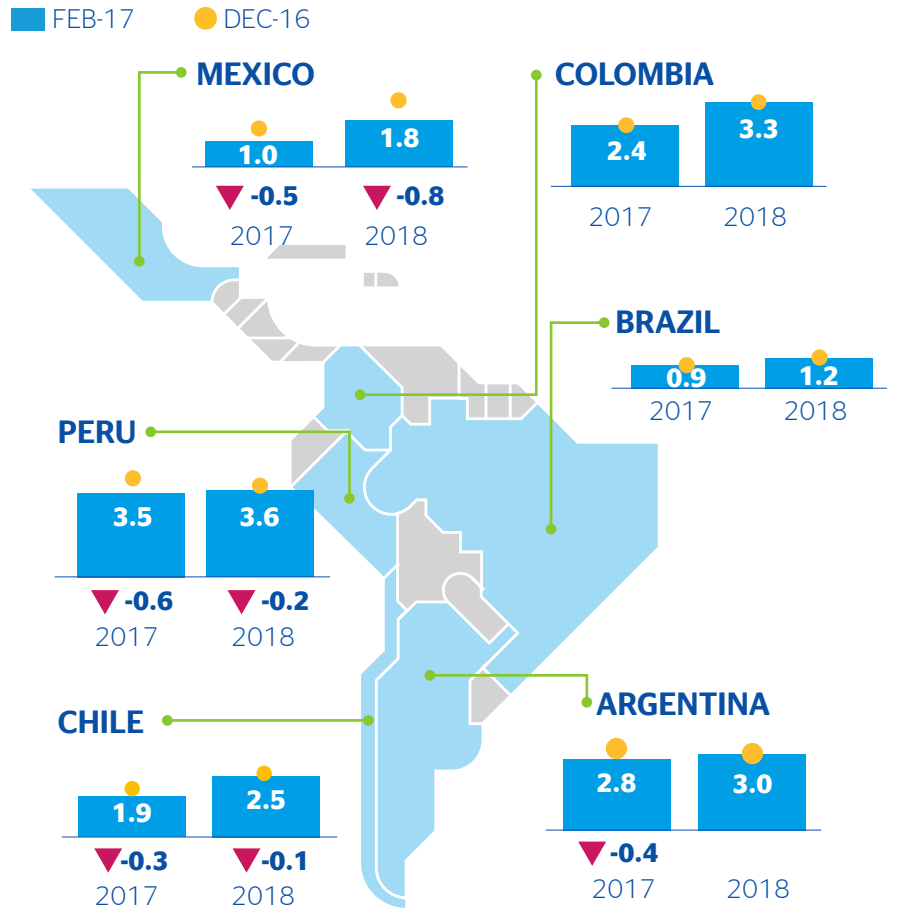 FEB-17 DEC-16
MEXICO
1.0 1.8
-0.5 -0.8
2017 2018
COLOMBIA
2.4 3.3
2017 2018
BRAZIL
0.9 1.2
2017 2018
PERU
3.5 3.6
-0.6 -0.2
2017 2018
CHILE
1.9 2.5
-0.3 -0.1
2017 2018
ARGENTINA
2.8 3.0
-0.4
2017 2018